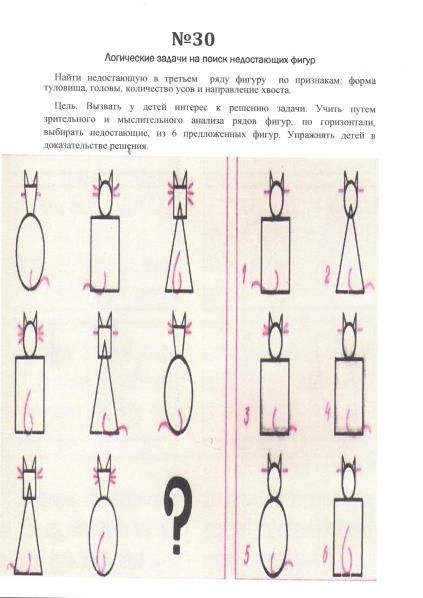 №30
Логические задачи на поиск недостающих фигур
Найти недостающую в третьем ряду фигуру по признакам: форма
туловища, головы, количество усов и направление хвоста.
Цель. Вызвать у детей интерес к решению задачи. Учить путем
зрительного и мыслительного анализа рядов фигур, по горизонтали,
выбирать недостающие, из 6 предложенных фигур. Упражнять детей в
доказательстве решения.
1 2
3 4
?
5 6